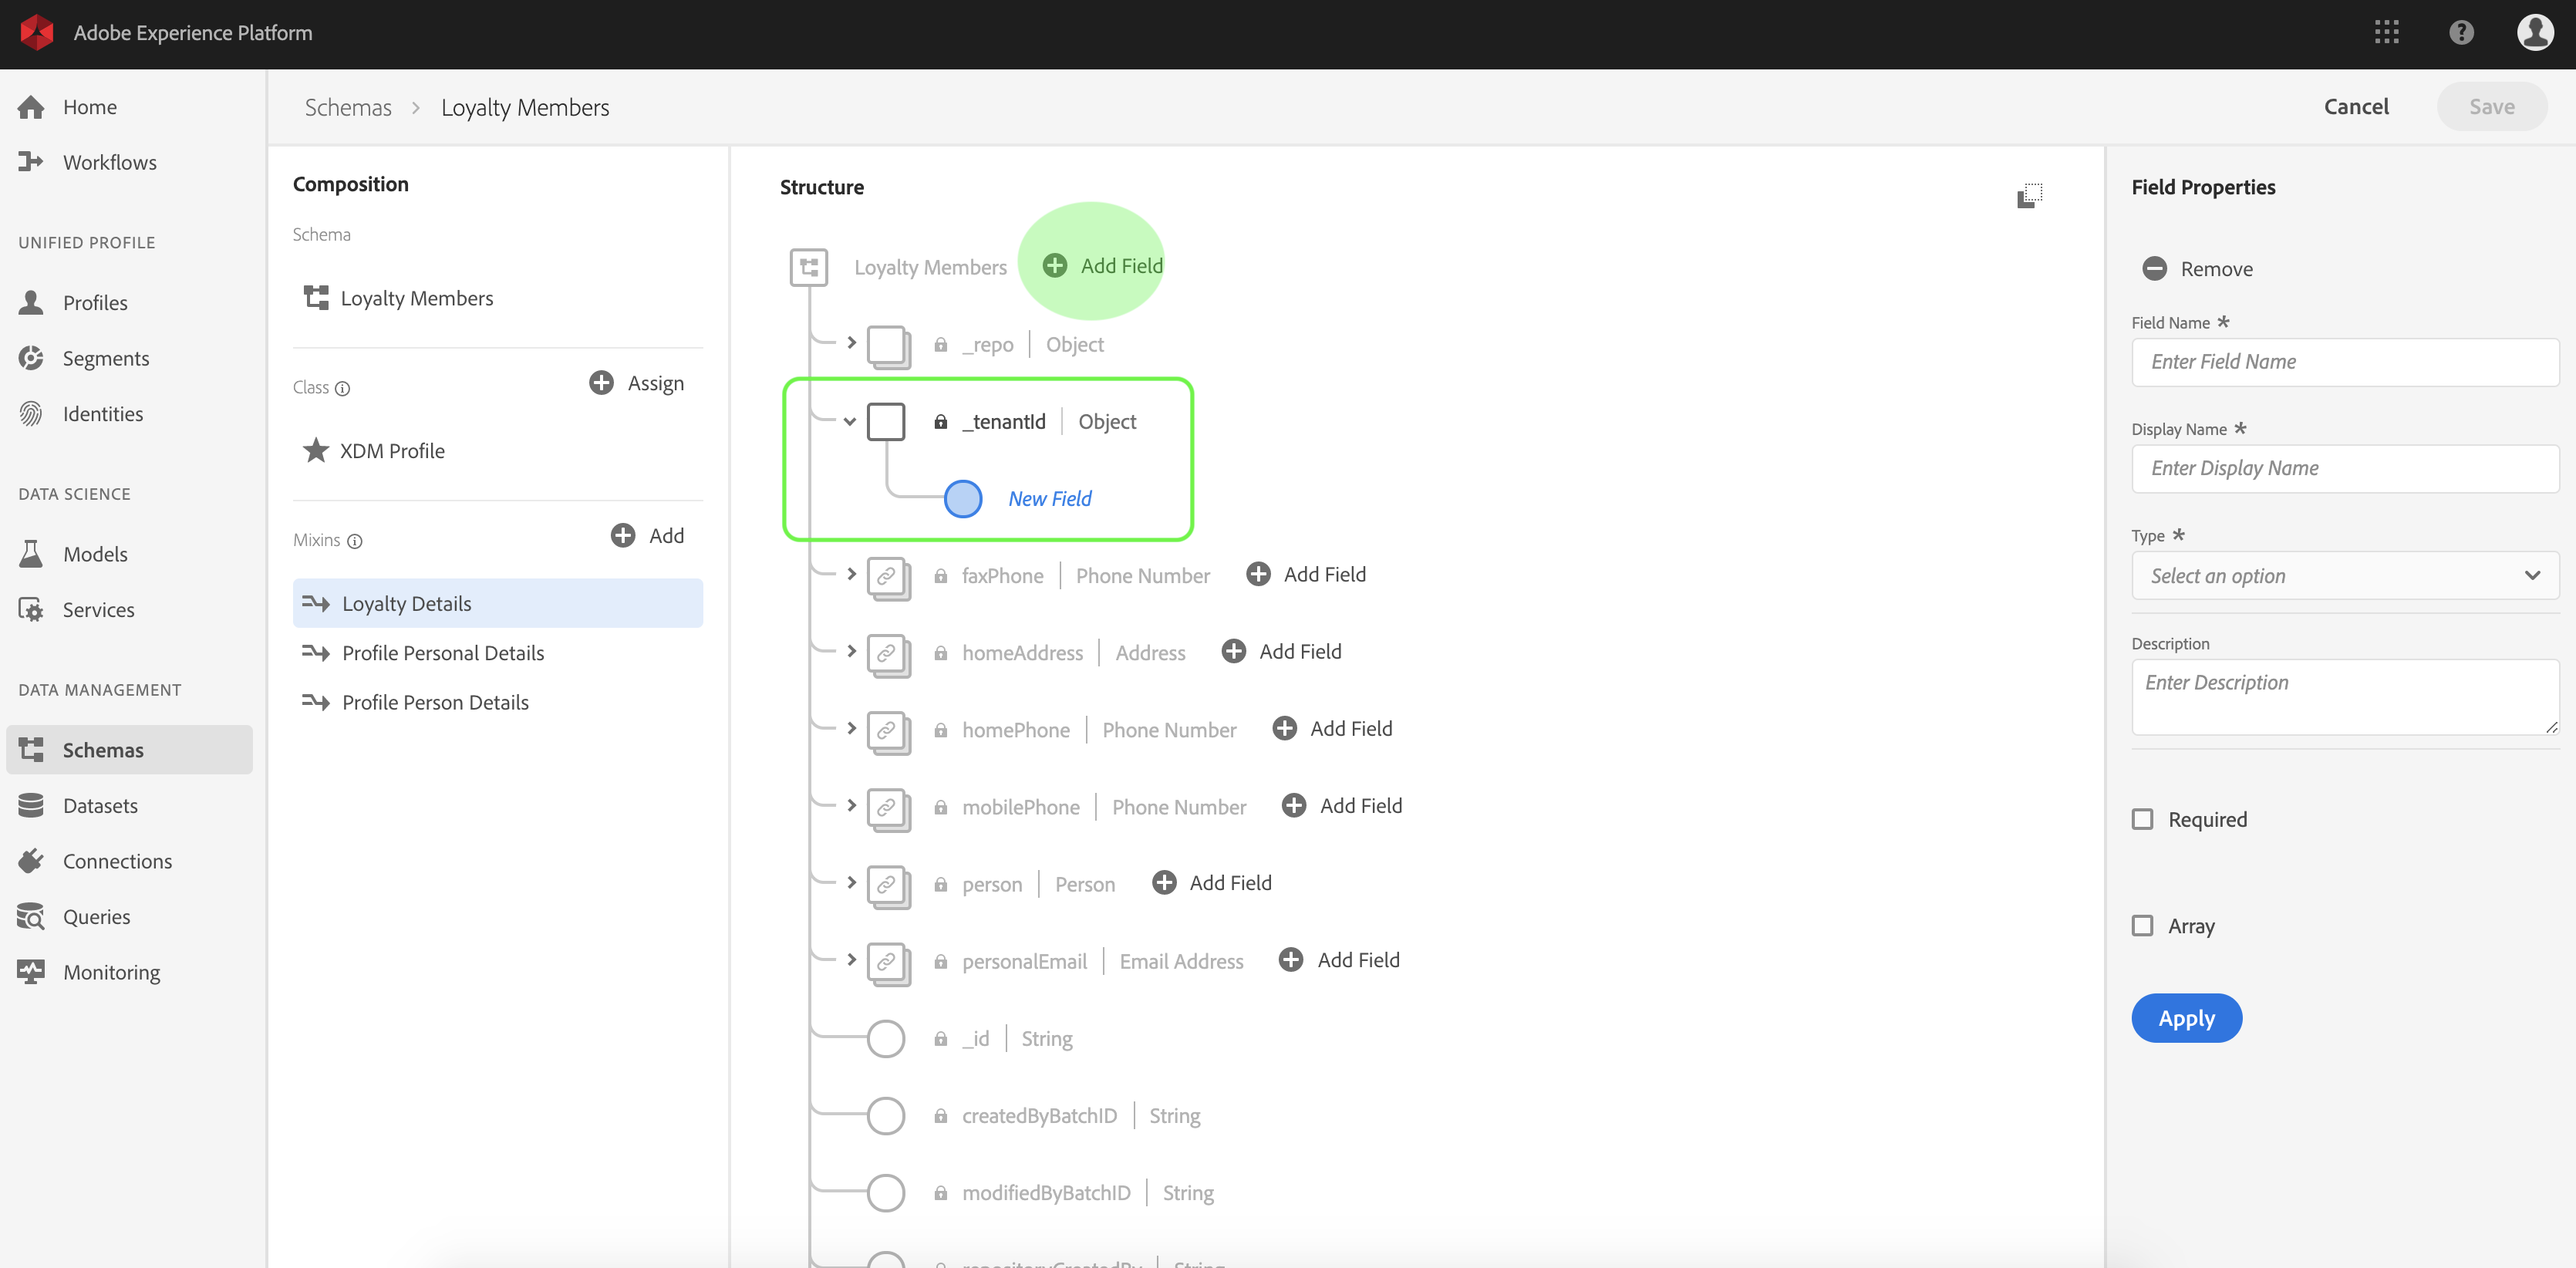 Adobe Experience Platform
Home
Workflows
UNIFIED PROFILE
Profiles
Segments
Identities
DATA SCIENCE
Models
Services
DATA MANAGEMENT
Schemas
Datasets
Connections
Queries
Monitoring
Schemas > Loyalty Members
Cancel
Save
Composition
Schema
Loyalty Members
Class
Assign
XDM Profile
Mixins
Add
Loyalty Details
Profile Personal Details
Profile Person Details
Structure
Loyalty Members Add Field
_repo | Object
_tenantId | Object
New Field
faxPhone | Phone Number Add Field
homeAddress | Address Add Field
homePhone | Phone Number Add Field
mobilePhone | Phone Number Add Field
person | Person Add Field
personalEmail | Email Address Add Field
_id | String
createdByBatchID | String
modifiedByBatchID | String
Field Properties
Remove
Field Name *
Enter Field Name
Display Name *
Enter Display Name
Type *
Select an option
Description
Enter Description
Required
Array
Apply